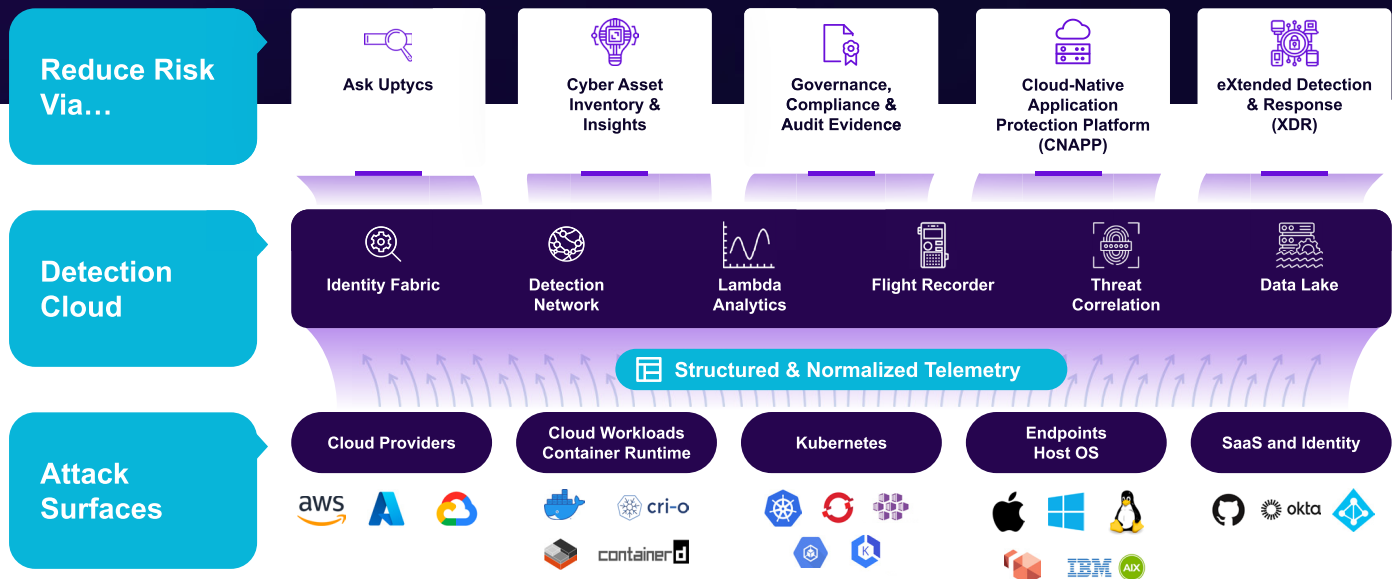 Reduce Risk
Via...
Ask Uptycs
Cyber Asset
Inventory &
Insights
Governance,
Compliance &
Audit Evidence
Cloud-Native
Application
Protection Platform
(CNAPP)
eXtended Detection
& Response
(XDR)
Detection
Cloud
Identity Fabric
Detection
Network
Lambda
Analytics
Flight Recorder
Threat
Correlation
Data Lake
Structured & Normalized Telemetry
Attack
Surfaces
Cloud Providers
Cloud Workloads
Container Runtime
Kubernetes
Endpoints
Host OS
SaaS and Identity
aws
cri-o
containerd
K
okta
IBM
AIX